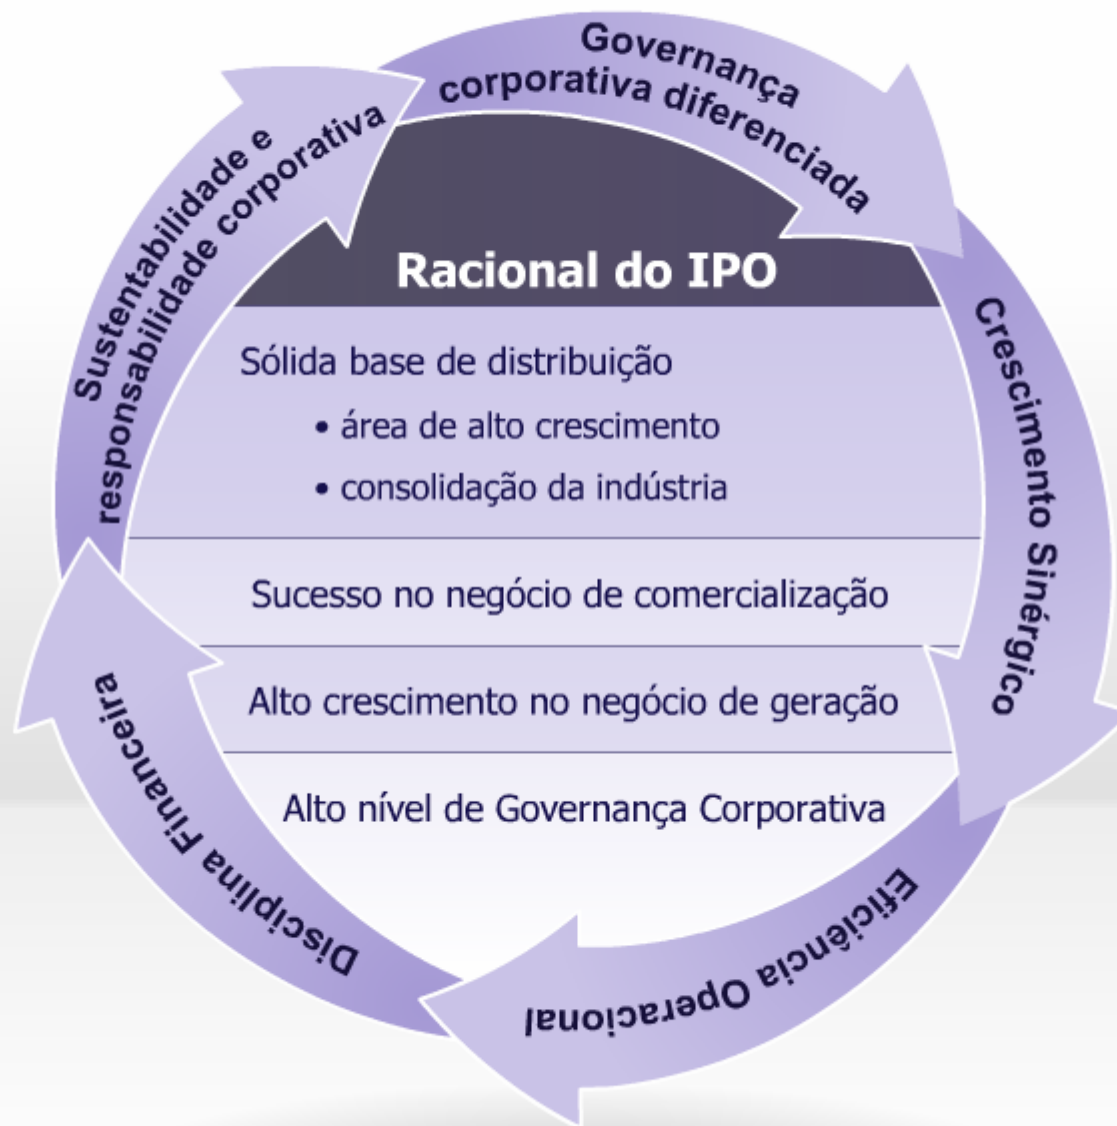 Governança
corporativa diferenciada
Crescimento Sinérgico
Eficiência Operacional
Disciplina Financeira
Sustentabilidade e
responsabilidade corporativa
Racional do IPO
Sólida base de distribuição
• área de alto crescimento
• consolidação da indústria
Sucesso no negócio de comercialização
Alto crescimento no negócio de geração
Alto nível de Governança Corporativa